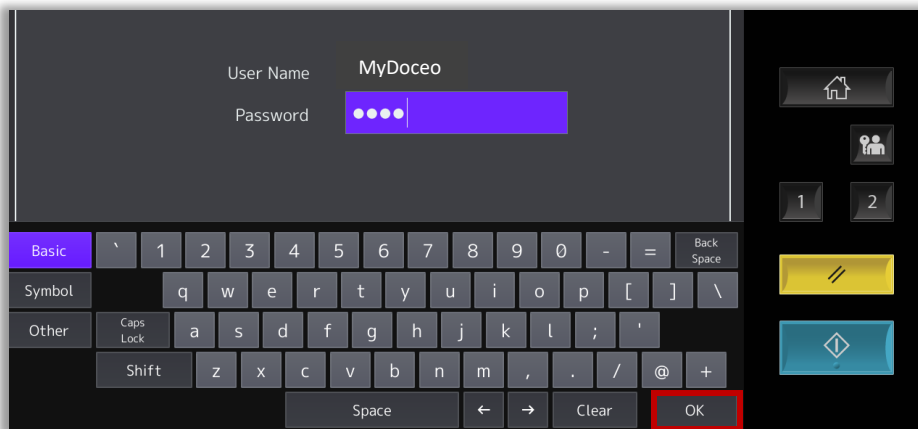 User Name MyDoceo
Password ●●●●
1 2
Basic ` 1 2 3 4 5 6 7 8 9 0 - = Back Space
Symbol q w e r t y u i o p [ ] \
Other Caps Lock a s d f g h j k l ; '
Shift z x c v b n m , . / @ +
Space ← → Clear OK